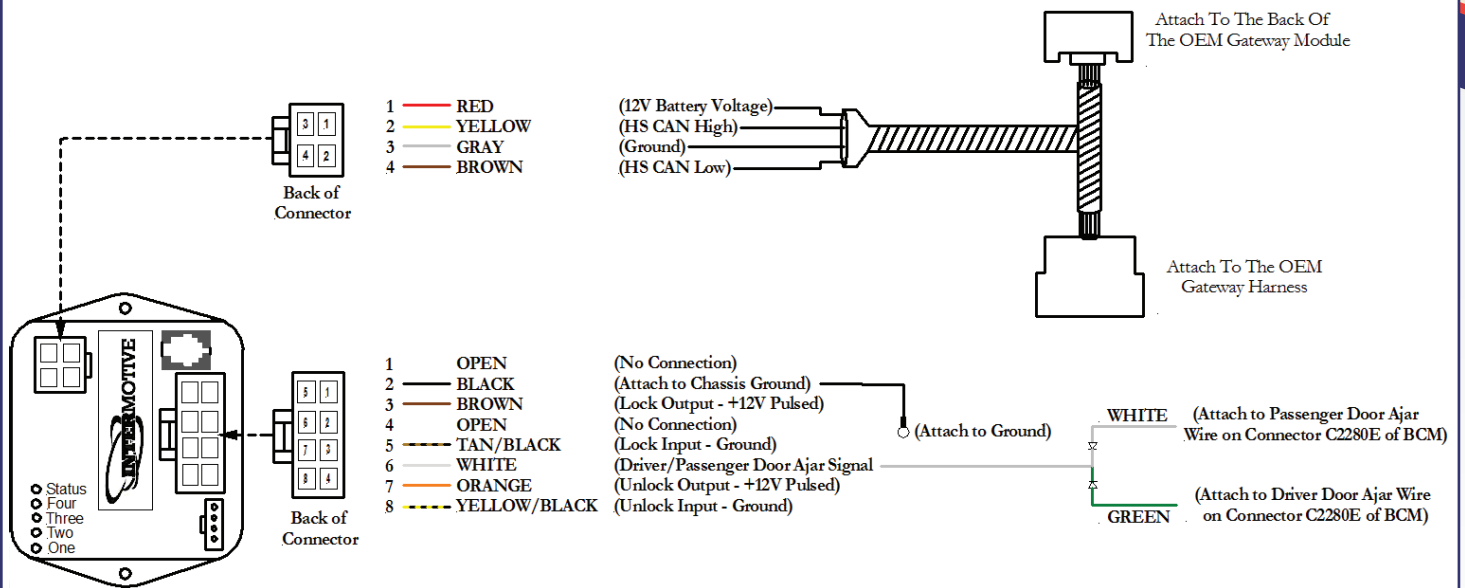 Attach To The Back Of
The OEM Gateway Module
1 RED (12V Battery Voltage)
2 YELLOW (HS CAN High)
3 GRAY (Ground)
4 BROWN (HS CAN Low)
3 1
4 2
Back of
Connector
Attach To The OEM
Gateway Harness
INTERMOTIVE
Status
Four
Three
Two
One
5 1
6 2
7 3
8 4
Back of
Connector
1 OPEN (No Connection)
2 BLACK (Attach to Chassis Ground)
3 BROWN (Lock Output - +12V Pulsed)
4 OPEN (No Connection)
5 TAN/BLACK (Lock Input - Ground)
6 WHITE (Driver/Passenger Door Ajar Signal
7 ORANGE (Unlock Output - +12V Pulsed)
8 YELLOW/BLACK (Unlock Input - Ground)
(Attach to Ground)
WHITE (Attach to Passenger Door Ajar
Wire on Connector C2280E of BCM)
GREEN (Attach to Driver Door Ajar Wire
on Connector C2280E of BCM)